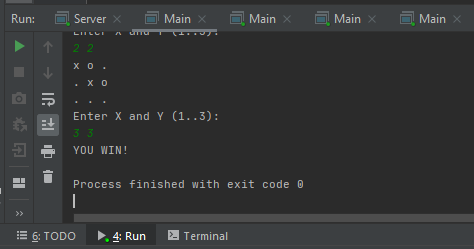 Run: Server Main Main Main Main
Enter X and Y (1..3):
2 2
x o .
. x o
. . .
Enter X and Y (1..3):
3 3
YOU WIN!
Process finished with exit code 0
6: TODO 4: Run Terminal